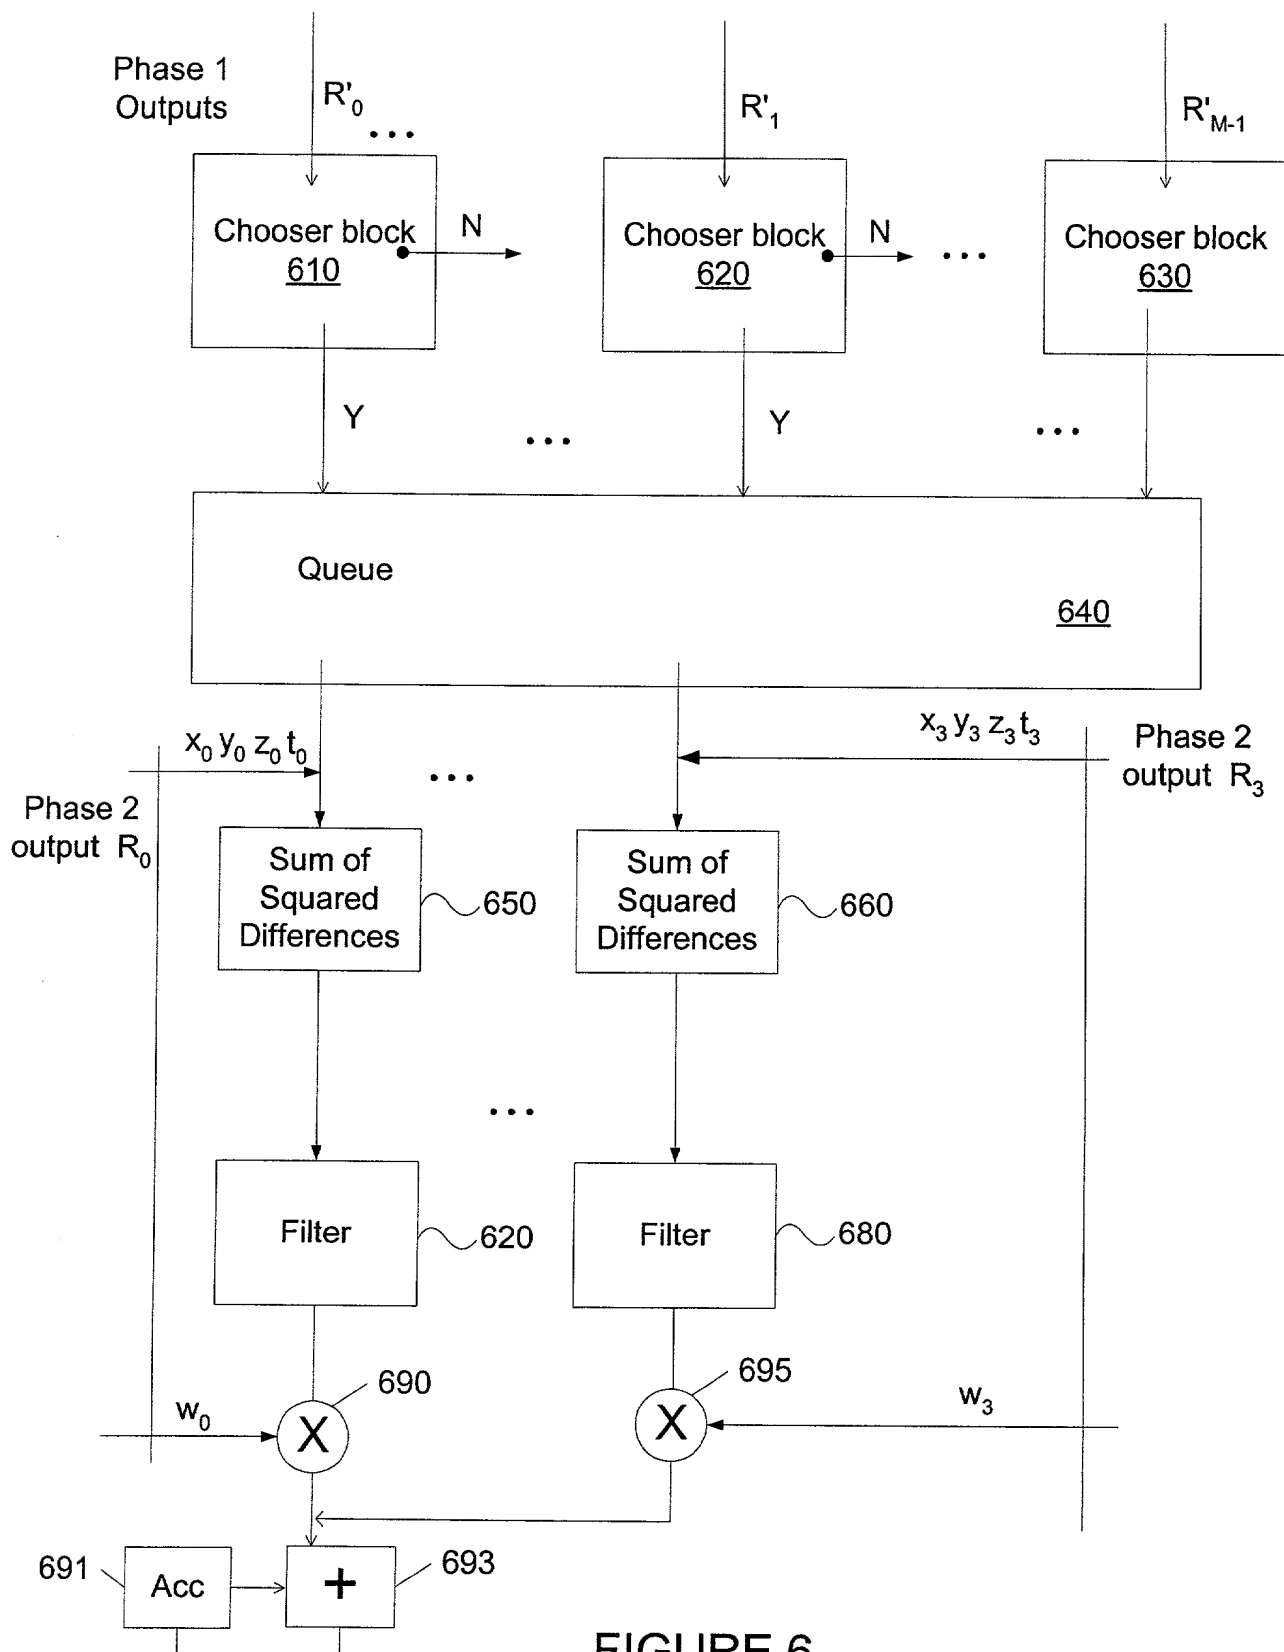 Phase 1
Outputs
R'0
R'1
R'M-1
...
Chooser block
610
N
Chooser block
620
N
...
Chooser block
630
Y
...
Y
...
Queue
640
x0 y0 z0 t0
...
x3 y3 z3 t3
Phase 2
output R3
Phase 2
output R0
Sum of
Squared
Differences
650
Sum of
Squared
Differences
660
...
Filter
620
Filter
680
690
695
w0
X
X
w3
691
Acc
+
693
FIGURE 6